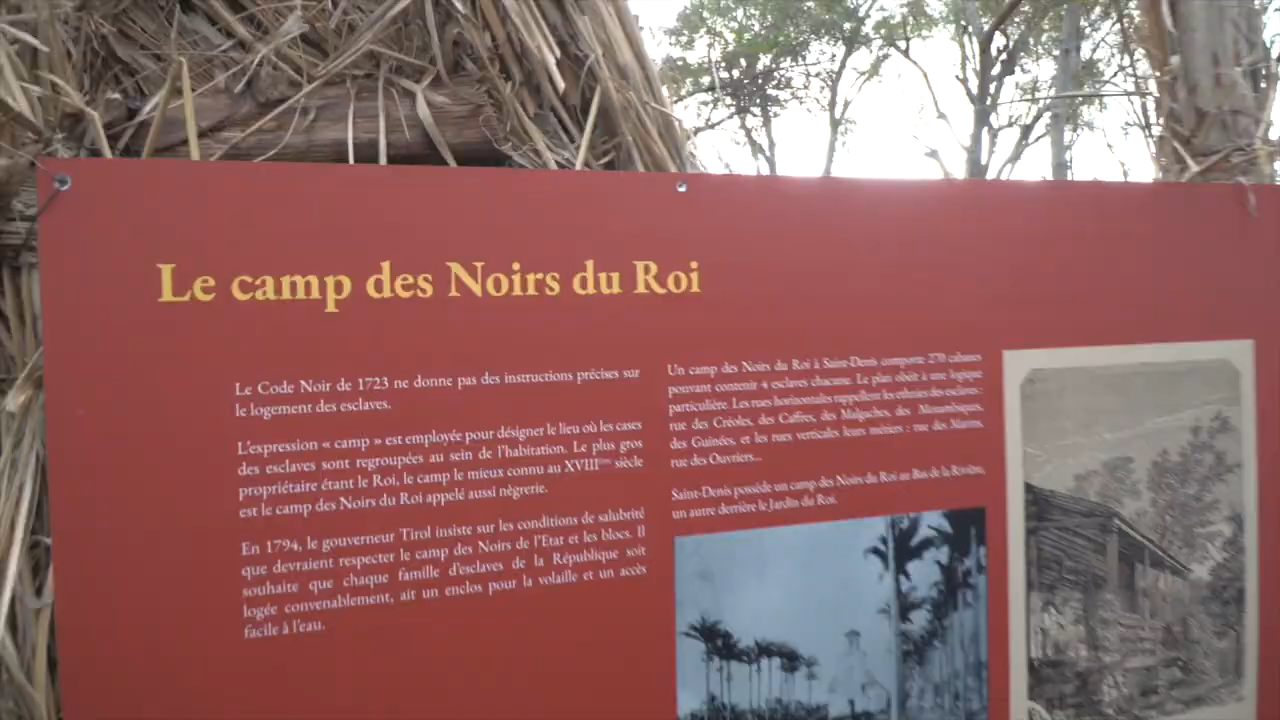 Le camp des Noirs du Roi
Le Code Noir de 1723 ne donne pas des instructions précises sur
le logement des esclaves.
L'expression « camp » est employée pour désigner le lieu où les cases
des esclaves sont regroupées au sein de l'habitation. Le plus gros
propriétaire étant le Roi, le camp le mieux connu au XVIIIème siècle
est le camp des Noirs du Roi appelé aussi nègrerie.
En 1794, le gouverneur Tirol insiste sur les conditions de salubrité
que devraient respecter le camp des Noirs de l'Etat et les blocs. Il
souhaite que chaque famille d'esclaves de la République soit
logée convenablement, ait un enclos pour la volaille et un accès
facile à l'eau.
Un camp des Noirs du Roi à Saint-Denis comporte 270 cabanes
pouvant contenir 4 esclaves chacune. Le plan obéit à une logique
particulière. Les rues horizontales rappellent les ethnies des esclaves :
rue des Créoles, des Caffres, des Malgaches, des Mozambiques,
des Guinées, et les rues verticales leurs métiers : rue des Marins,
rue des Ouvriers...
Saint-Denis possède un camp des Noirs du Roi au Bas de la Rivière,
un autre derrière le Jardin du Roi.